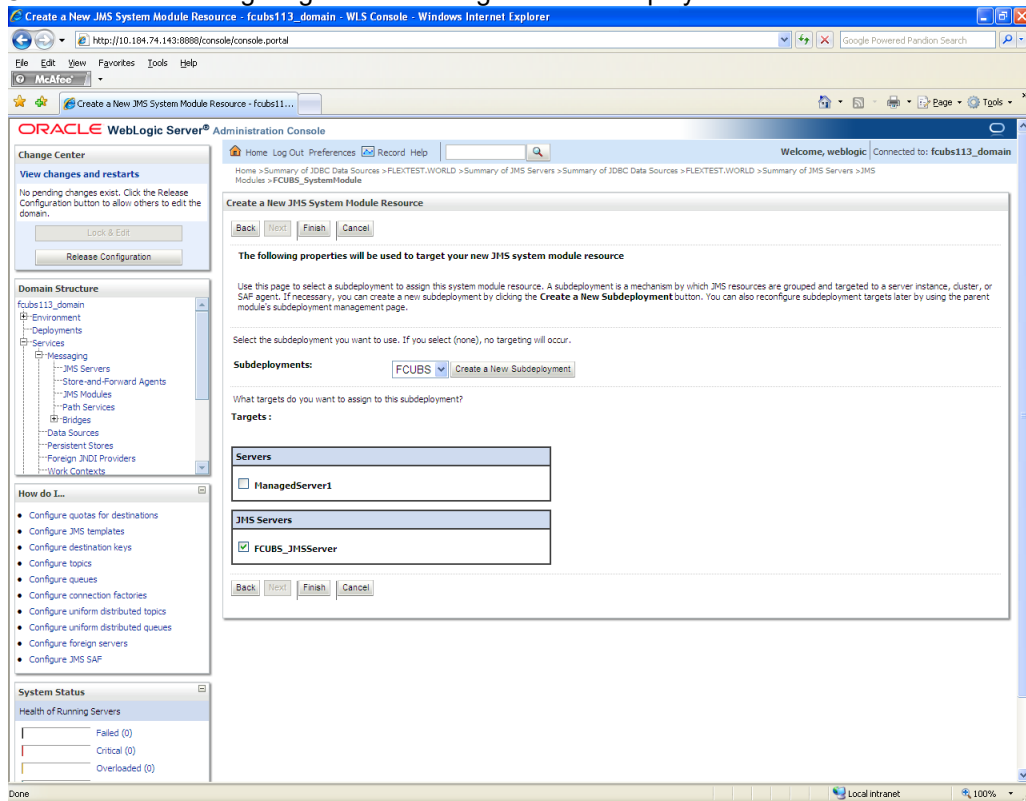 Create a New JMS System Module Resource - fcubs113_domain - WLS Console - Windows Internet Explorer
http://10.184.74.143:8888/console/console.portal
Google Powered Pandion Search
File Edit View Favorites Tools Help
McAfee
Create a New JMS System Module Resource - fcubs11...
Page Tools
ORACLE WebLogic Server® Administration Console
Change Center
View changes and restarts
No pending changes exist. Click the Release
Configuration button to allow others to edit the
domain.
Lock & Edit
Release Configuration
Domain Structure
fcubs113_domain
Environment
Deployments
Services
Messaging
JMS Servers
Store-and-Forward Agents
JMS Modules
Path Services
Bridges
Data Sources
Persistent Stores
Foreign JNDI Providers
Work Contexts
How do I...
Configure quotas for destinations
Configure JMS templates
Configure destination keys
Configure topics
Configure queues
Configure connection factories
Configure uniform distributed topics
Configure uniform distributed queues
Configure foreign servers
Configure JMS SAF
System Status
Health of Running Servers
Failed (0)
Critical (0)
Overloaded (0)
Home Log Out Preferences Record Help
Welcome, weblogic Connected to: fcubs113_domain
Home >Summary of JDBC Data Sources >FLEXTEST.WORLD >Summary of JMS Servers >Summary of JDBC Data Sources >FLEXTEST.WORLD >Summary of JMS Servers >JMS
Modules >FCUBS_SystemModule
Create a New JMS System Module Resource
Back Next Finish Cancel
The following properties will be used to target your new JMS system module resource
Use this page to select a subdeployment to assign this system module resource. A subdeployment is a mechanism by which JMS resources are grouped and targeted to a server instance, cluster, or
SAF agent. If necessary, you can create a new subdeployment by clicking the Create a New Subdeployment button. You can also reconfigure subdeployment targets later by using the parent
module's subdeployment management page.
Select the subdeployment you want to use. If you select (none), no targeting will occur.
Subdeployments: FCUBS Create a New Subdeployment
What targets do you want to assign to this subdeployment?
Targets :
Servers
ManagedServer1
JMS Servers
FCUBS_JMSServer
Back Next Finish Cancel
Done
Local intranet
100%